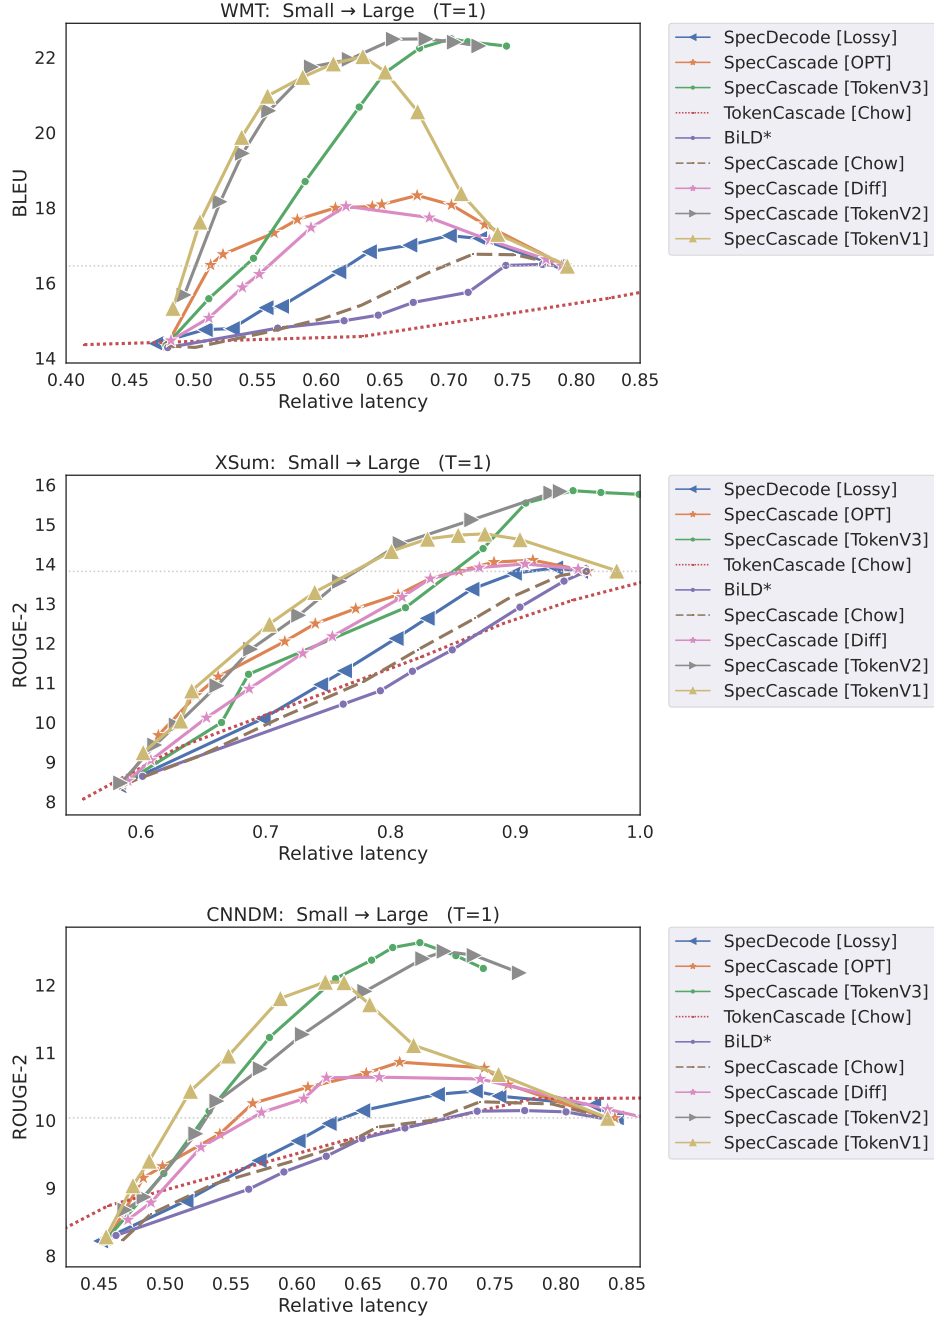 WMT:  Small → Large   (T=1)
BLEU
22
20
18
16
14
0.40 0.45 0.50 0.55 0.60 0.65 0.70 0.75 0.80 0.85
Relative latency
SpecDecode [Lossy]
SpecCascade [OPT]
SpecCascade [TokenV3]
TokenCascade [Chow]
BiLD*
SpecCascade [Chow]
SpecCascade [Diff]
SpecCascade [TokenV2]
SpecCascade [TokenV1]
XSum:  Small → Large   (T=1)
ROUGE-2
16
15
14
13
12
11
10
9
8
0.6 0.7 0.8 0.9 1.0
Relative latency
SpecDecode [Lossy]
SpecCascade [OPT]
SpecCascade [TokenV3]
TokenCascade [Chow]
BiLD*
SpecCascade [Chow]
SpecCascade [Diff]
SpecCascade [TokenV2]
SpecCascade [TokenV1]
CNNDM:  Small → Large   (T=1)
ROUGE-2
12
11
10
9
8
0.45 0.50 0.55 0.60 0.65 0.70 0.75 0.80 0.85
Relative latency
SpecDecode [Lossy]
SpecCascade [OPT]
SpecCascade [TokenV3]
TokenCascade [Chow]
BiLD*
SpecCascade [Chow]
SpecCascade [Diff]
SpecCascade [TokenV2]
SpecCascade [TokenV1]